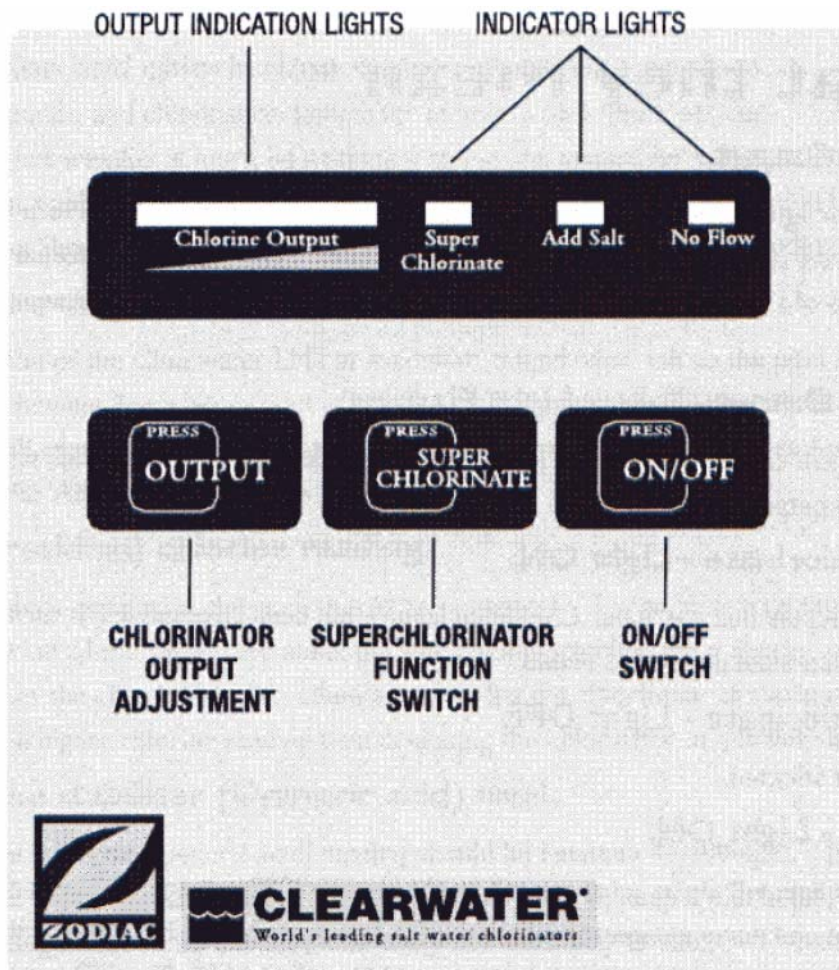 OUTPUT INDICATION LIGHTS
INDICATOR LIGHTS
Chlorine Output
Super
Chlorinate
Add Salt
No Flow
PRESS
OUTPUT
PRESS
SUPER
CHLORINATE
PRESS
ON/OFF
CHLORINATOR
OUTPUT
ADJUSTMENT
SUPERCHLORINATOR
FUNCTION
SWITCH
ON/OFF
SWITCH
ZODIAC
CLEARWATER®
World's leading salt water chlorinators